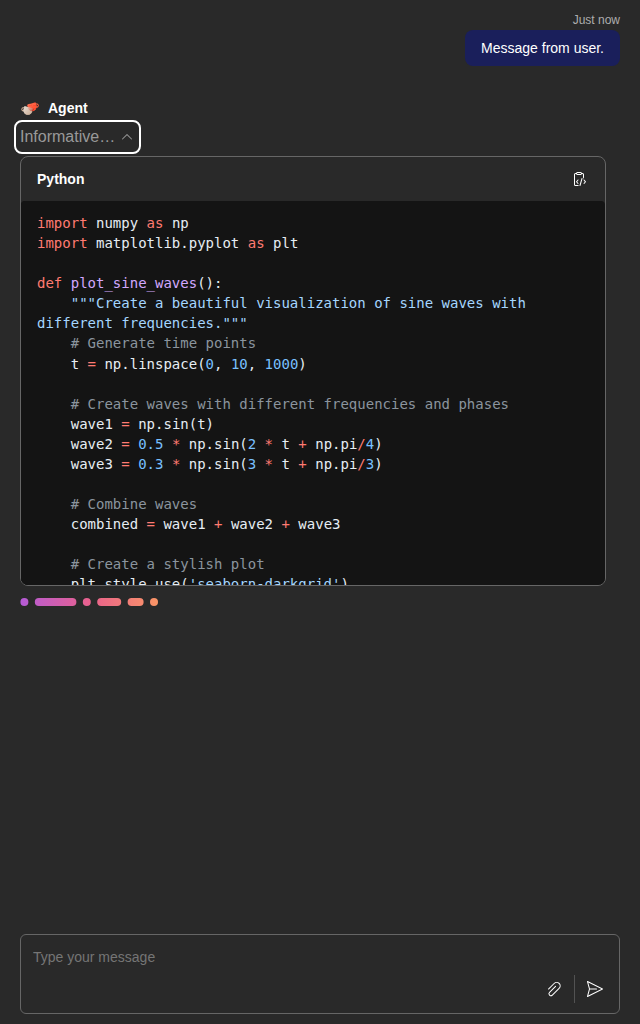 Just now
Message from user.
Agent
Informative…
Python
import numpy as np
import matplotlib.pyplot as plt
def plot_sine_waves():
    """Create a beautiful visualization of sine waves with
different frequencies."""
    # Generate time points
    t = np.linspace(0, 10, 1000)
    # Create waves with different frequencies and phases
    wave1 = np.sin(t)
    wave2 = 0.5 * np.sin(2 * t + np.pi/4)
    wave3 = 0.3 * np.sin(3 * t + np.pi/3)
    # Combine waves
    combined = wave1 + wave2 + wave3
    # Create a stylish plot
    plt.style.use('seaborn-darkgrid')
Type your message